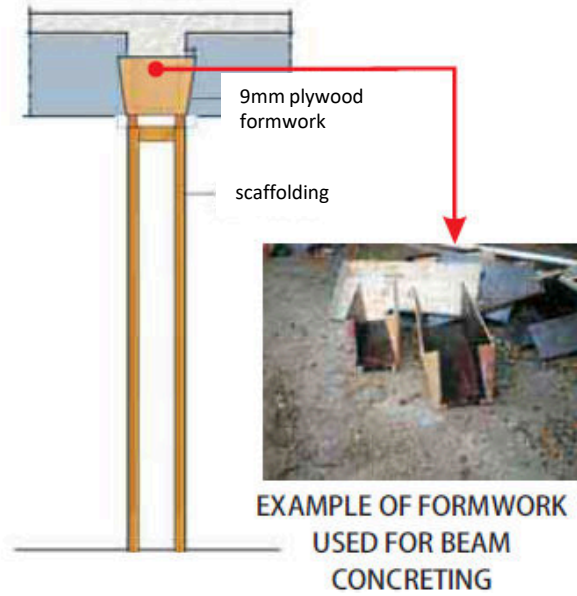 9mm plywood
formwork
scaffolding
EXAMPLE OF FORMWORK
USED FOR BEAM
CONCRETING